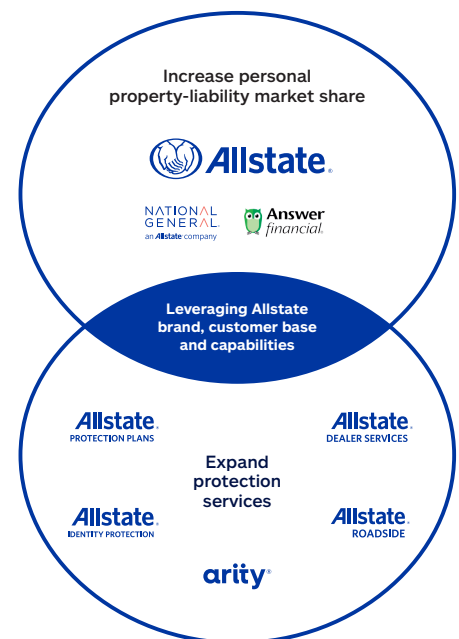 Increase personal
property-liability market share
Allstate®
NATIONAL
GENERAL®
an Allstate company
Answer
financial®
Leveraging Allstate
brand, customer base
and capabilities
Allstate®
PROTECTION PLANS
Allstate®
DEALER SERVICES
Expand
protection
services
Allstate®
IDENTITY PROTECTION
Allstate®
ROADSIDE
arity®